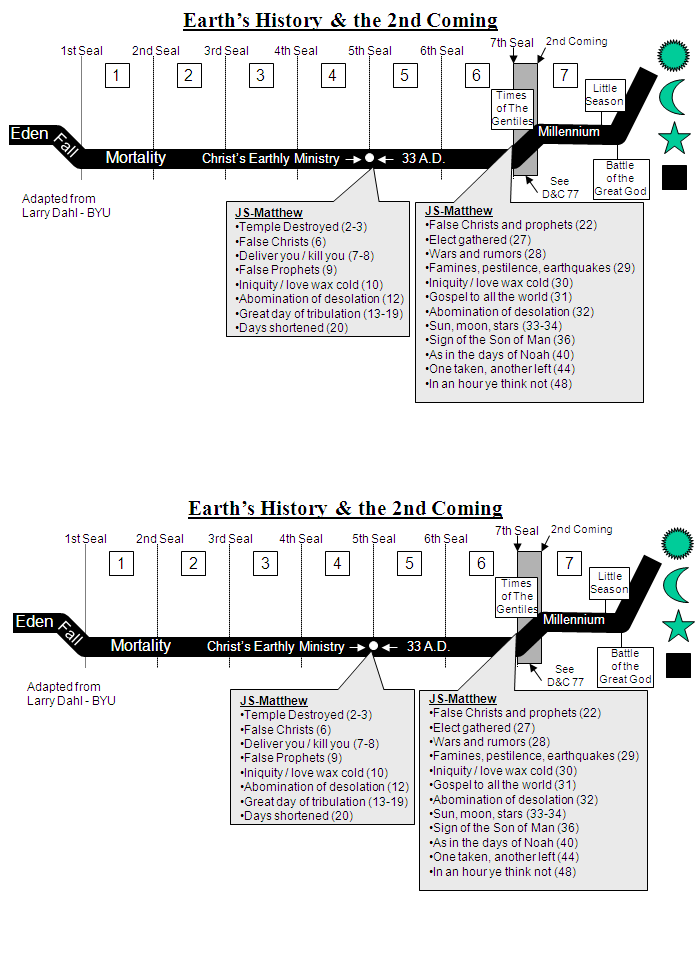 Earth's History & the 2nd Coming
1st Seal 2nd Seal 3rd Seal 4th Seal 5th Seal 6th Seal 7th Seal 2nd Coming
1 2 3 4 5 6 7
Times
of The
Gentiles
Little
Season
Eden
Fall
Mortality Christ's Earthly Ministry 33 A.D.
Millennium
Battle
of the
Great God
See
D&C 77
Adapted from
Larry Dahl - BYU
JS-Matthew
•Temple Destroyed (2-3)
•False Christs (6)
•Deliver you / kill you (7-8)
•False Prophets (9)
•Iniquity / love wax cold (10)
•Abomination of desolation (12)
•Great day of tribulation (13-19)
•Days shortened (20)
JS-Matthew
•False Christs and prophets (22)
•Elect gathered (27)
•Wars and rumors (28)
•Famines, pestilence, earthquakes (29)
•Iniquity / love wax cold (30)
•Gospel to all the world (31)
•Abomination of desolation (32)
•Sun, moon, stars (33-34)
•Sign of the Son of Man (36)
•As in the days of Noah (40)
•One taken, another left (44)
•In an hour ye think not (48)
Earth's History & the 2nd Coming
1st Seal 2nd Seal 3rd Seal 4th Seal 5th Seal 6th Seal 7th Seal 2nd Coming
1 2 3 4 5 6 7
Times
of The
Gentiles
Little
Season
Eden
Fall
Mortality Christ's Earthly Ministry 33 A.D.
Millennium
Battle
of the
Great God
See
D&C 77
Adapted from
Larry Dahl - BYU
JS-Matthew
•Temple Destroyed (2-3)
•False Christs (6)
•Deliver you / kill you (7-8)
•False Prophets (9)
•Iniquity / love wax cold (10)
•Abomination of desolation (12)
•Great day of tribulation (13-19)
•Days shortened (20)
JS-Matthew
•False Christs and prophets (22)
•Elect gathered (27)
•Wars and rumors (28)
•Famines, pestilence, earthquakes (29)
•Iniquity / love wax cold (30)
•Gospel to all the world (31)
•Abomination of desolation (32)
•Sun, moon, stars (33-34)
•Sign of the Son of Man (36)
•As in the days of Noah (40)
•One taken, another left (44)
•In an hour ye think not (48)